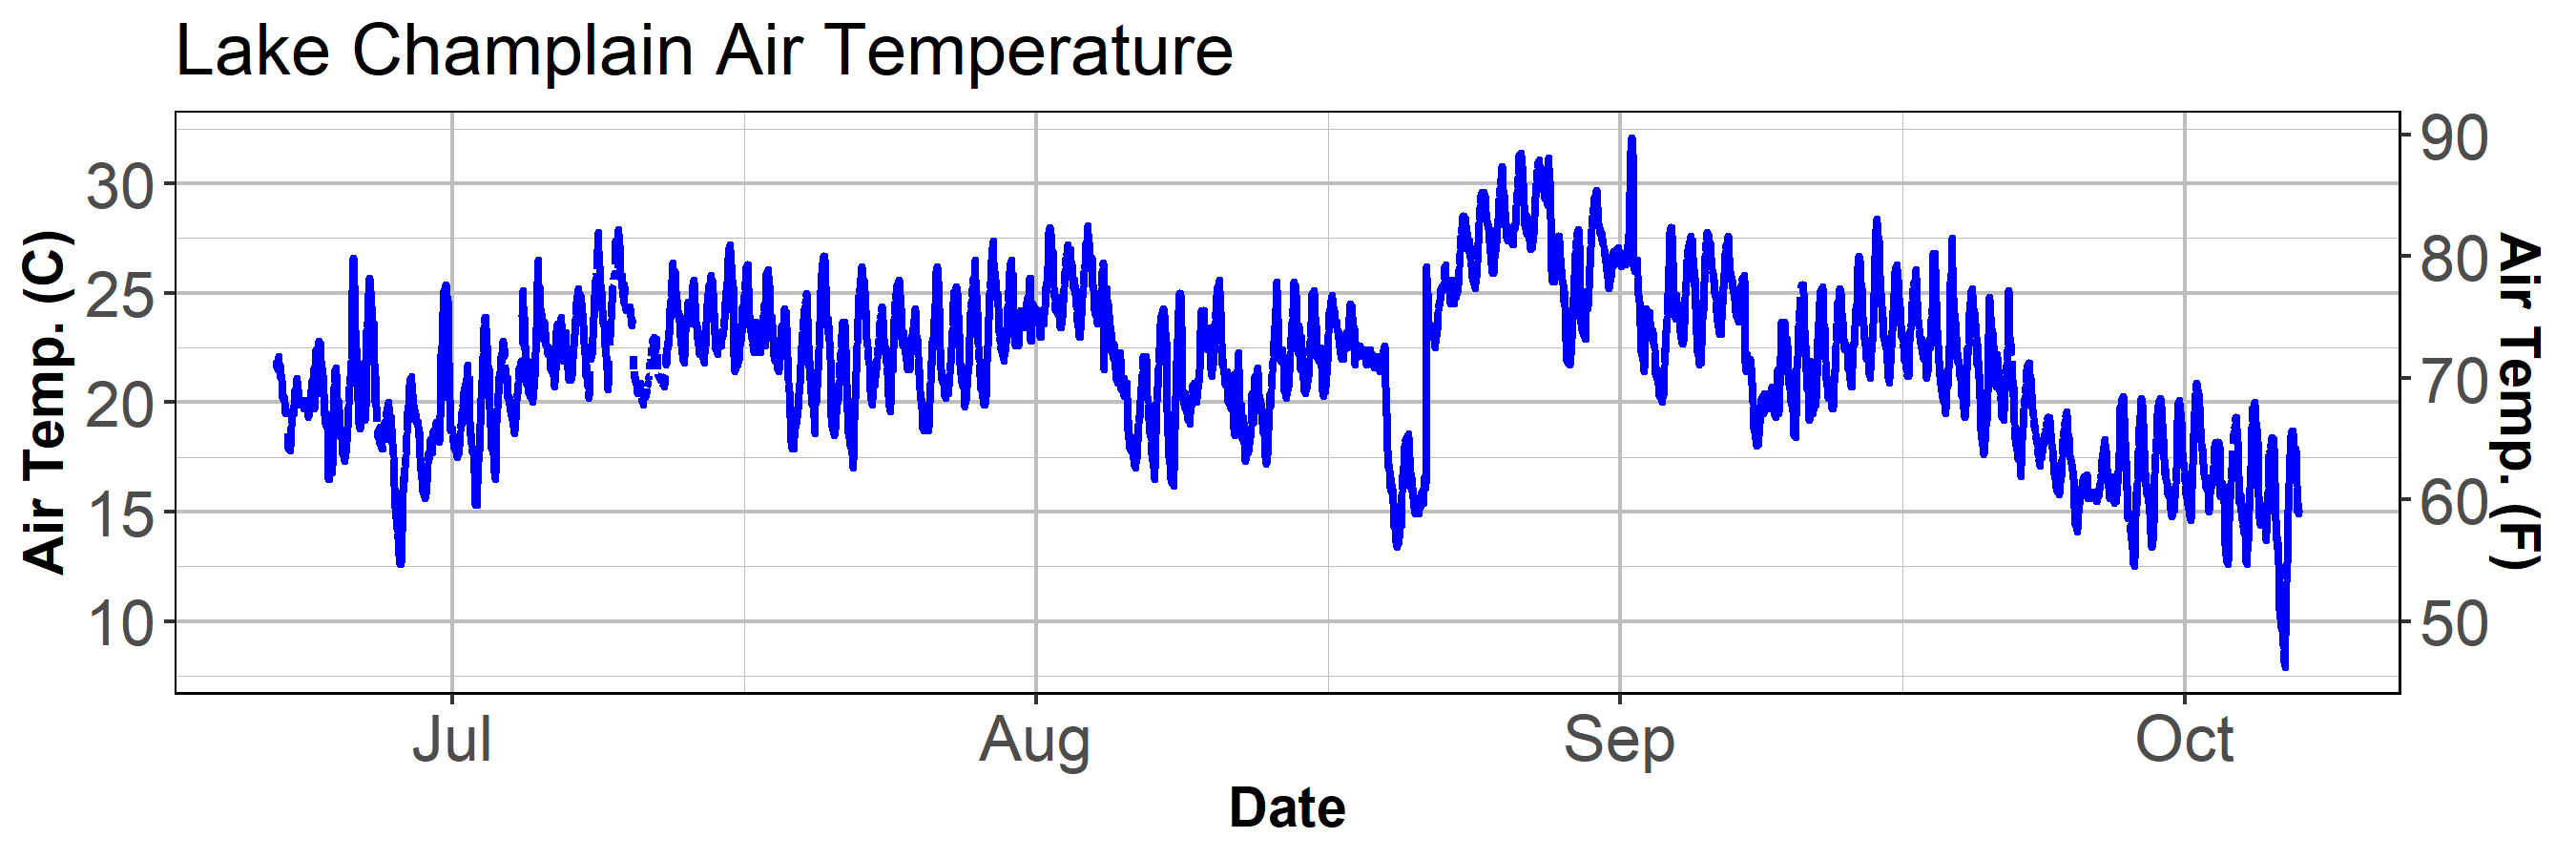 Lake Champlain Air Temperature
Air Temp. (C)
30
25
20
15
10
90
80
70
60
50
Air Temp. (F)
Jul
Aug
Sep
Oct
Date